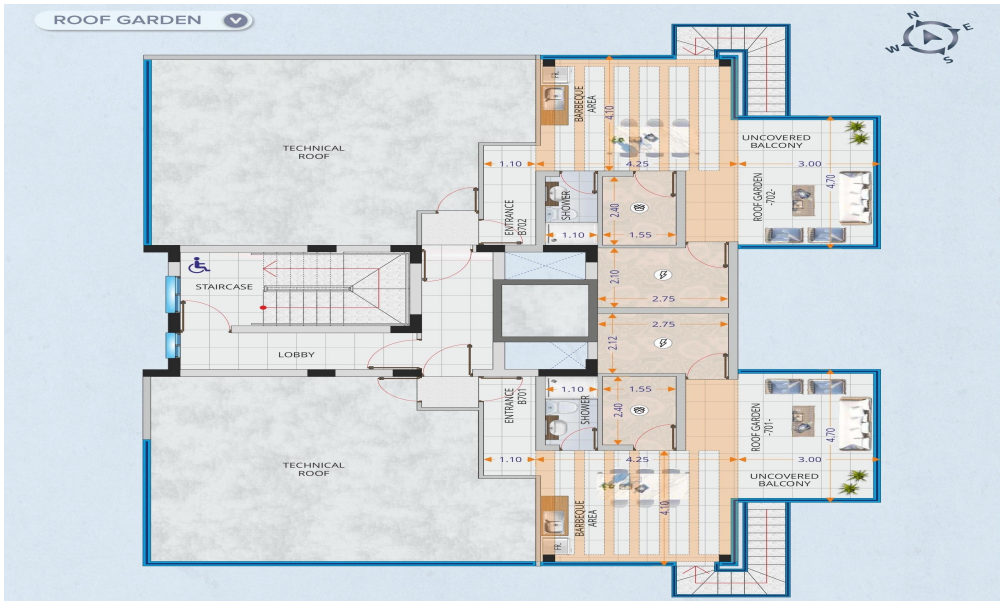 ROOF GARDEN
N
E
W
S
FR.
BARBEQUE
AREA
4.10
UNCOVERED
BALCONY
TECHNICAL
ROOF
1.10
4.25
3.00
4.70
ROOF GARDEN
-702-
ENTRANCE
B702
SHOWER
2.40
1.10
1.55
STAIRCASE
2.10
2.75
LOBBY
2.12
2.75
ENTRANCE
B701
1.10
SHOWER
1.55
2.40
ROOF GARDEN
-701-
4.70
1.10
4.25
3.00
TECHNICAL
ROOF
UNCOVERED
BALCONY
BARBEQUE
AREA
4.10
FR.